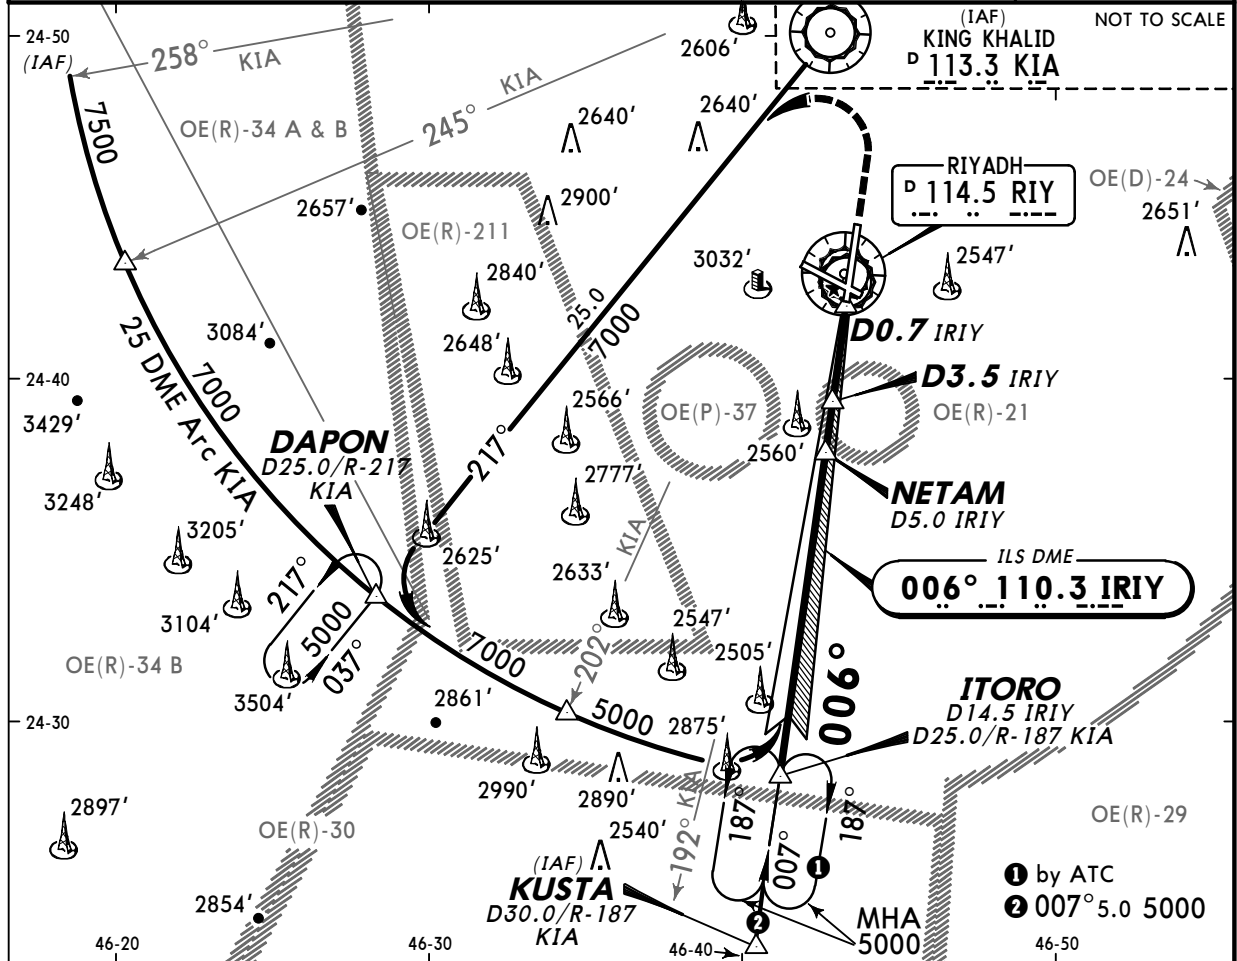 24-50
(IAF)
258°
KIA
2606'
(IAF)
KING KHALID
D 113.3 KIA
NOT TO SCALE
7500
OE(R)-34 A & B
245°
KIA
2640'
2640'
RIYADH
D 114.5 RIY
OE(D)-24
2651'
2657'
2900'
OE(R)-211
2840'
3032'
2547'
25.0
7000
3084'
2648'
D0.7 IRIY
24-40
25 DME Arc KIA
7000
3429'
2566'
OE(P)-37
D3.5 IRIY
OE(R)-21
DAPON
D25.0/R-217
KIA
217°
2560'
3248'
2777'
NETAM
D5.0 IRIY
KIA
3205'
2625'
ILS DME
006° 110.3 IRIY
217°
2633'
3104'
5000
037°
2547'
OE(R)-34 B
7000
202°
2505'
006°
3504'
2861'
ITORO
D14.5 IRIY
D25.0/R-187 KIA
24-30
5000
2875'
2990'
2890'
192° KIA
187°
187°
2897'
OE(R)-30
2540'
007°
OE(R)-29
(IAF)
KUSTA
D30.0/R-187
KIA
1
1 by ATC
2 007° 5.0 5000
2854'
2
MHA
5000
46-20
46-30
46-40
46-50